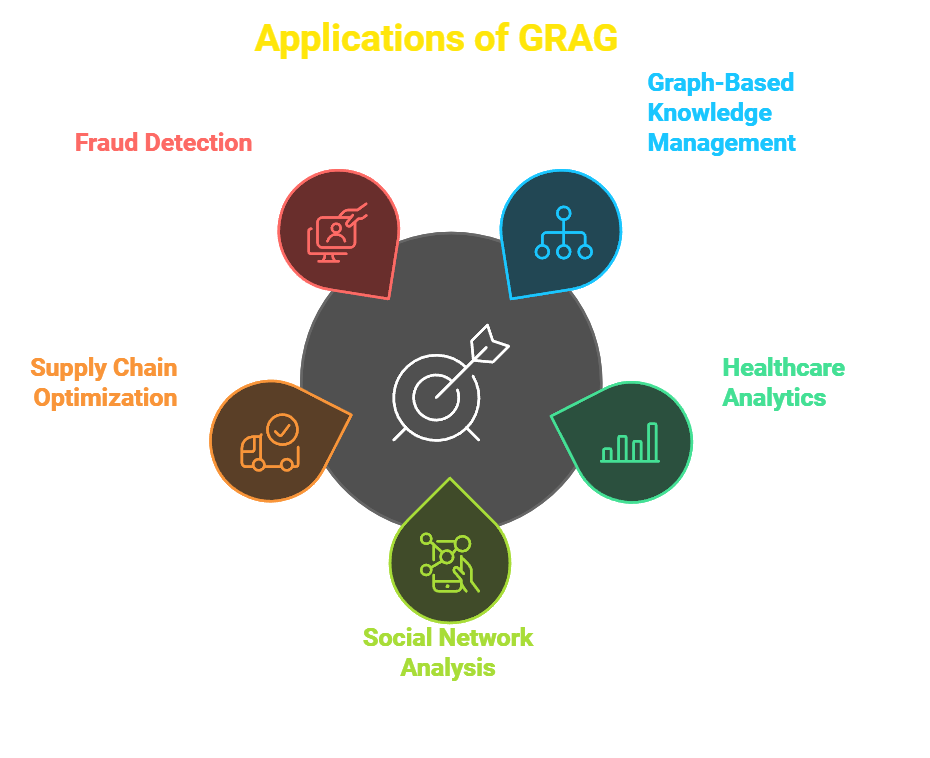 Applications of GRAG
Graph-Based
Knowledge
Management
Fraud Detection
Supply Chain
Optimization
Healthcare
Analytics
Social Network
Analysis